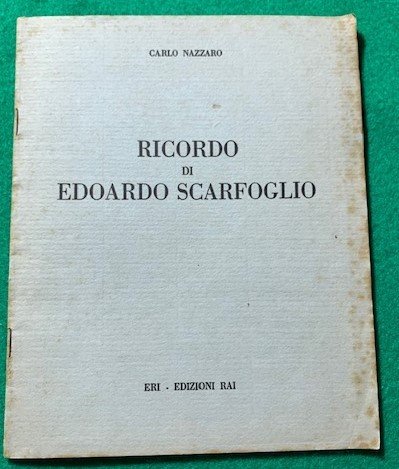 CARLO NAZZARO
RICORDO
DI
EDOARDO SCARFOGLIO
ERI - EDIZIONI RAI